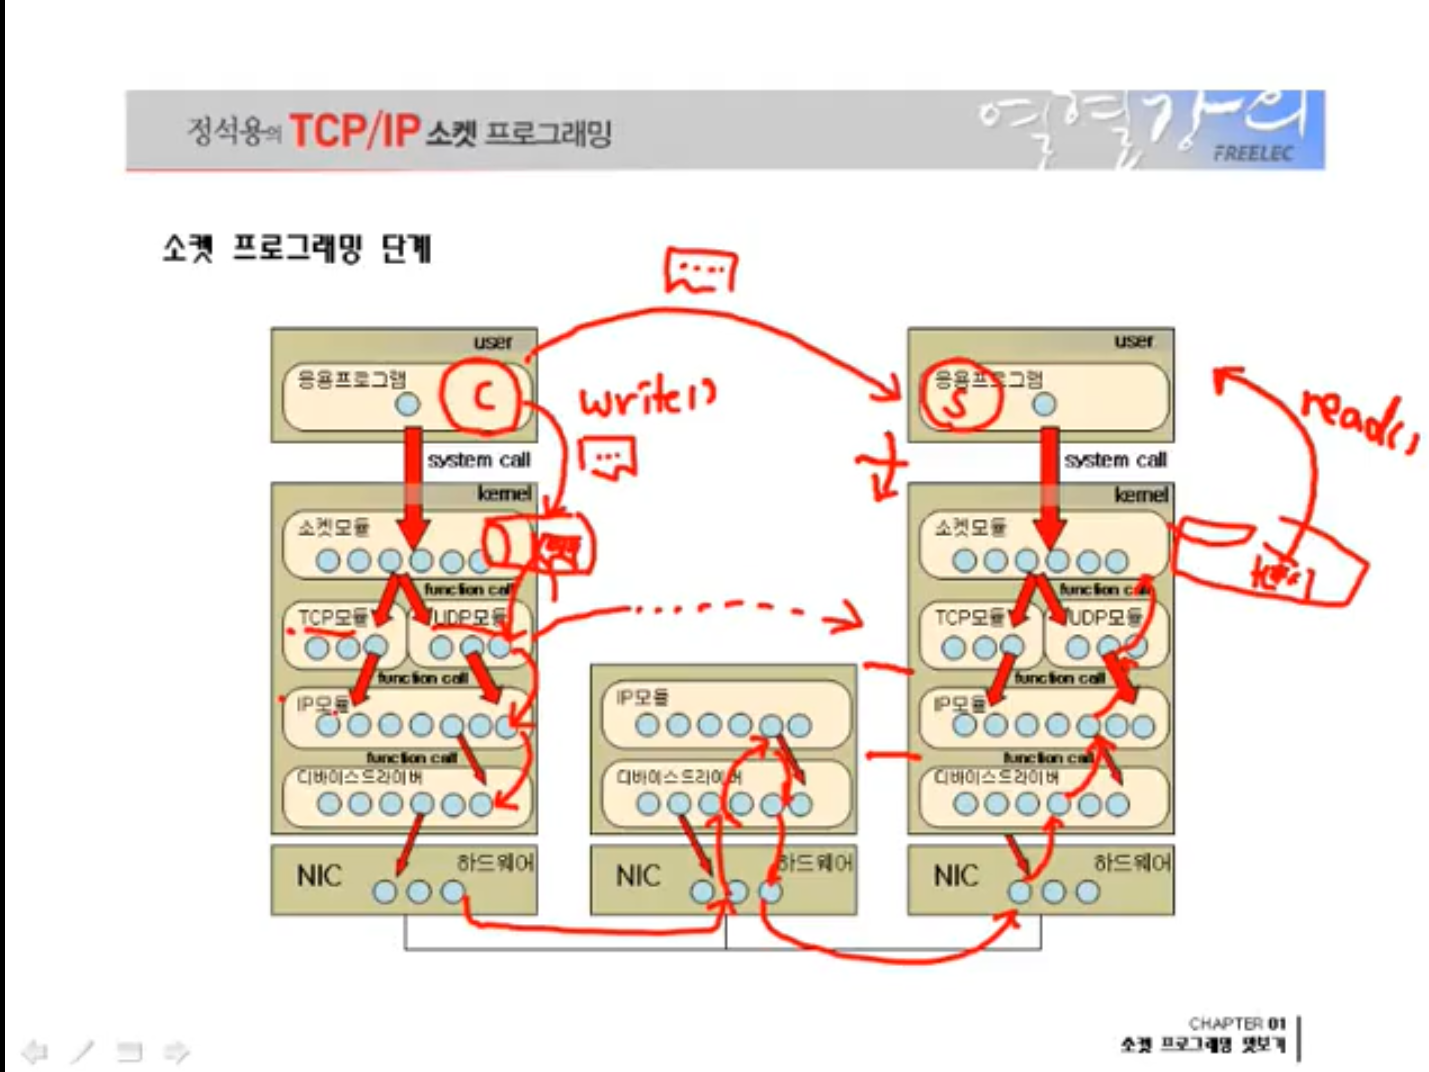 정석용의 TCP/IP 소켓 프로그래밍
열혈강의
FREELEC
소켓 프로그래밍 단계
user
응용프로그램
C
write()
system call
kernel
소켓모듈
function call
TCP모듈
UDP모듈
function call
IP모듈
function call
디바이스드라이버
NIC
하드웨어
IP모듈
디바이스드라이버
NIC
하드웨어
user
응용프로그램
S
read()
system call
kernel
소켓모듈
function call
TCP모듈
UDP모듈
function call
IP모듈
function call
디바이스드라이버
NIC
하드웨어
CHAPTER 01
소켓 프로그래밍 맛보기